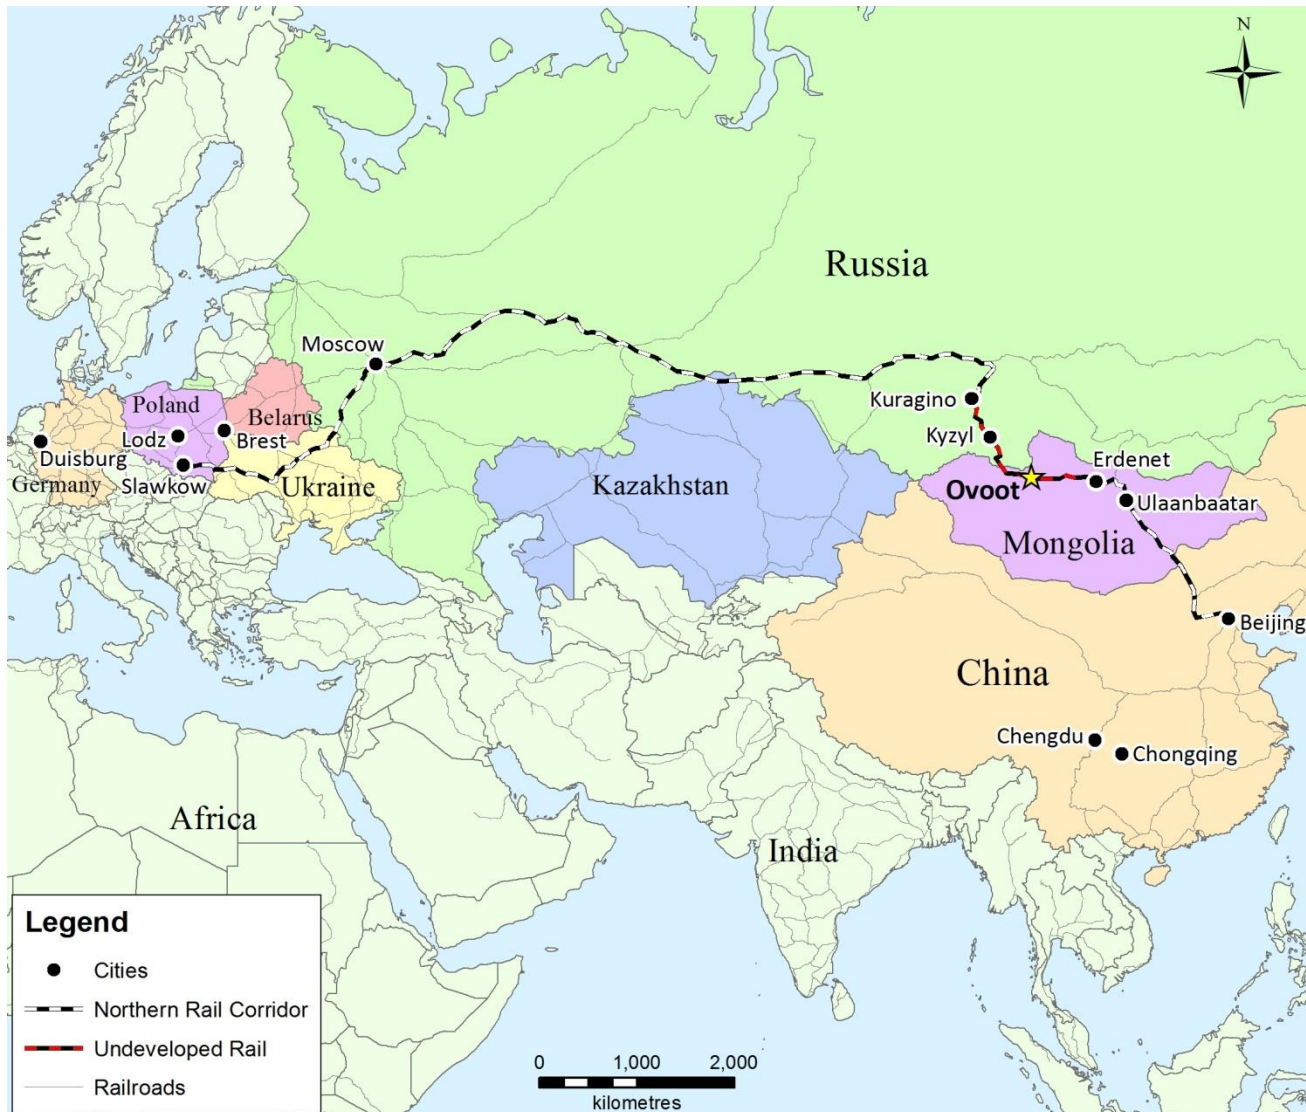 N
Russia
Moscow
Kuragino
Poland
Belarus
Lodz
Brest
Kyzyl
Duisburg
Germany
Slawkow
Ukraine
Kazakhstan
Erdenet
Ovoot
Ulaanbaatar
Mongolia
Beijing
China
Chengdu
Chongqing
Africa
India
Legend
Cities
Northern Rail Corridor
Undeveloped Rail
Railroads
0 1,000 2,000
kilometres